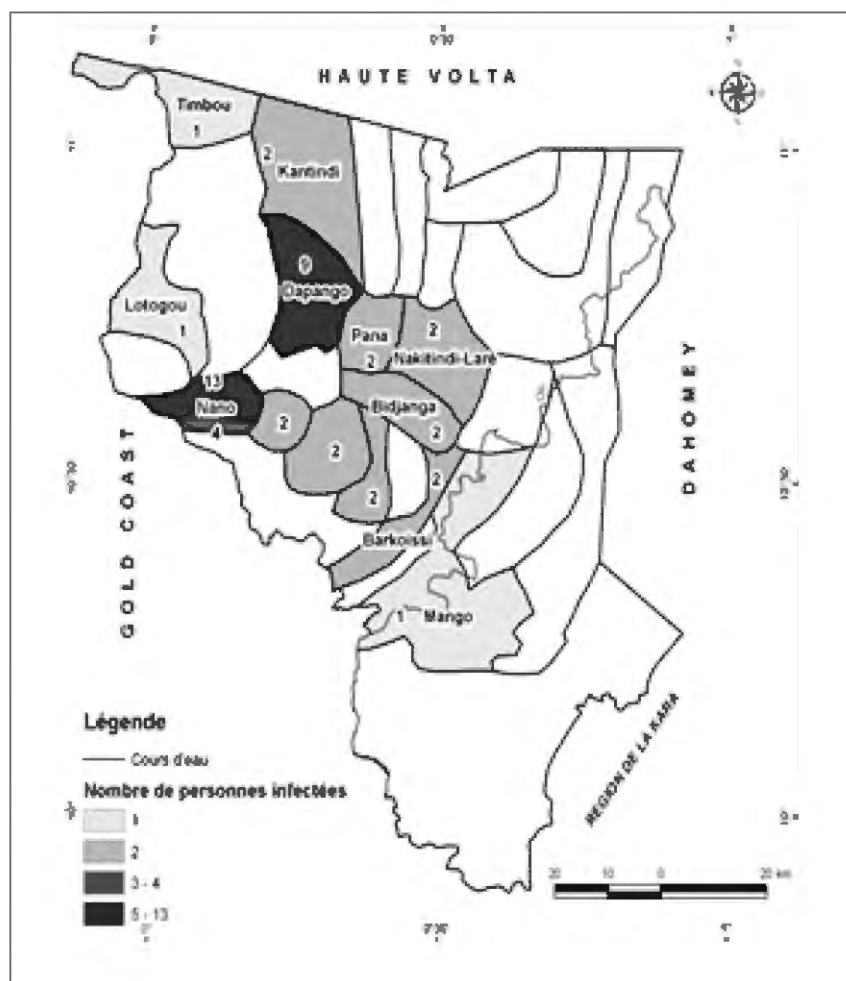 0°
HAUTE VOLTA
Timbou
1
2
Kantindi
9
Dapango
Lotogou
1
Pana
2
2
Nakitindi-Laré
13
Nano
4
2
Bidjanga
2
2
2
2
Barkoissi
1
Mango
GOLD COAST
DAHOMEY
REGION DE LA KARA
Légende
Cours d'eau
Nombre de personnes infectées
1
2
3 - 4
5 - 13
20
10
0
20 km